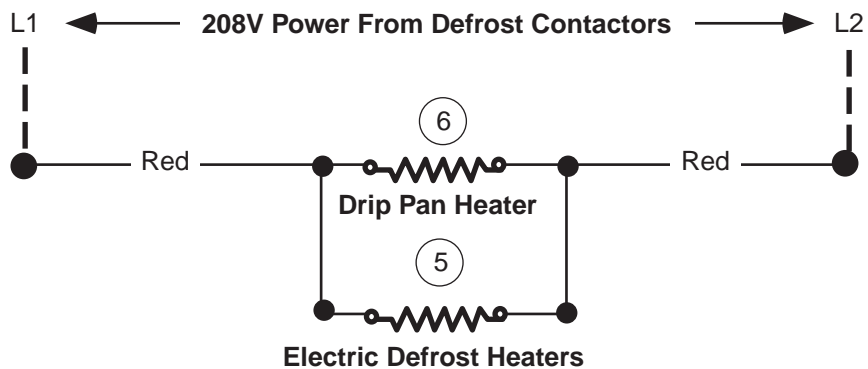 L1 208V Power From Defrost Contactors L2
6
Red Red
Drip Pan Heater
5
Electric Defrost Heaters